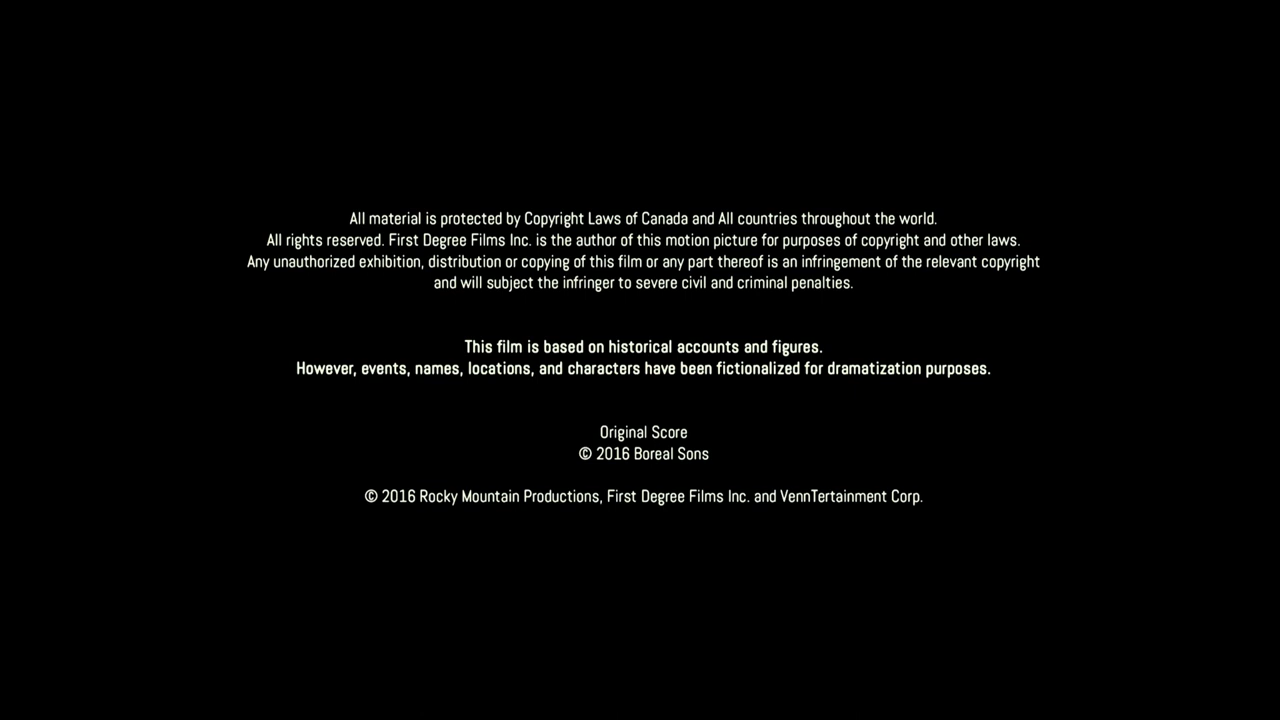 All material is protected by Copyright Laws of Canada and All countries throughout the world.
All rights reserved. First Degree Films Inc. is the author of this motion picture for purposes of copyright and other laws.
Any unauthorized exhibition, distribution or copying of this film or any part thereof is an infringement of the relevant copyright
and will subject the infringer to severe civil and criminal penalties.
This film is based on historical accounts and figures.
However, events, names, locations, and characters have been fictionalized for dramatization purposes.
Original Score
© 2016 Boreal Sons
© 2016 Rocky Mountain Productions, First Degree Films Inc. and VennTertainment Corp.